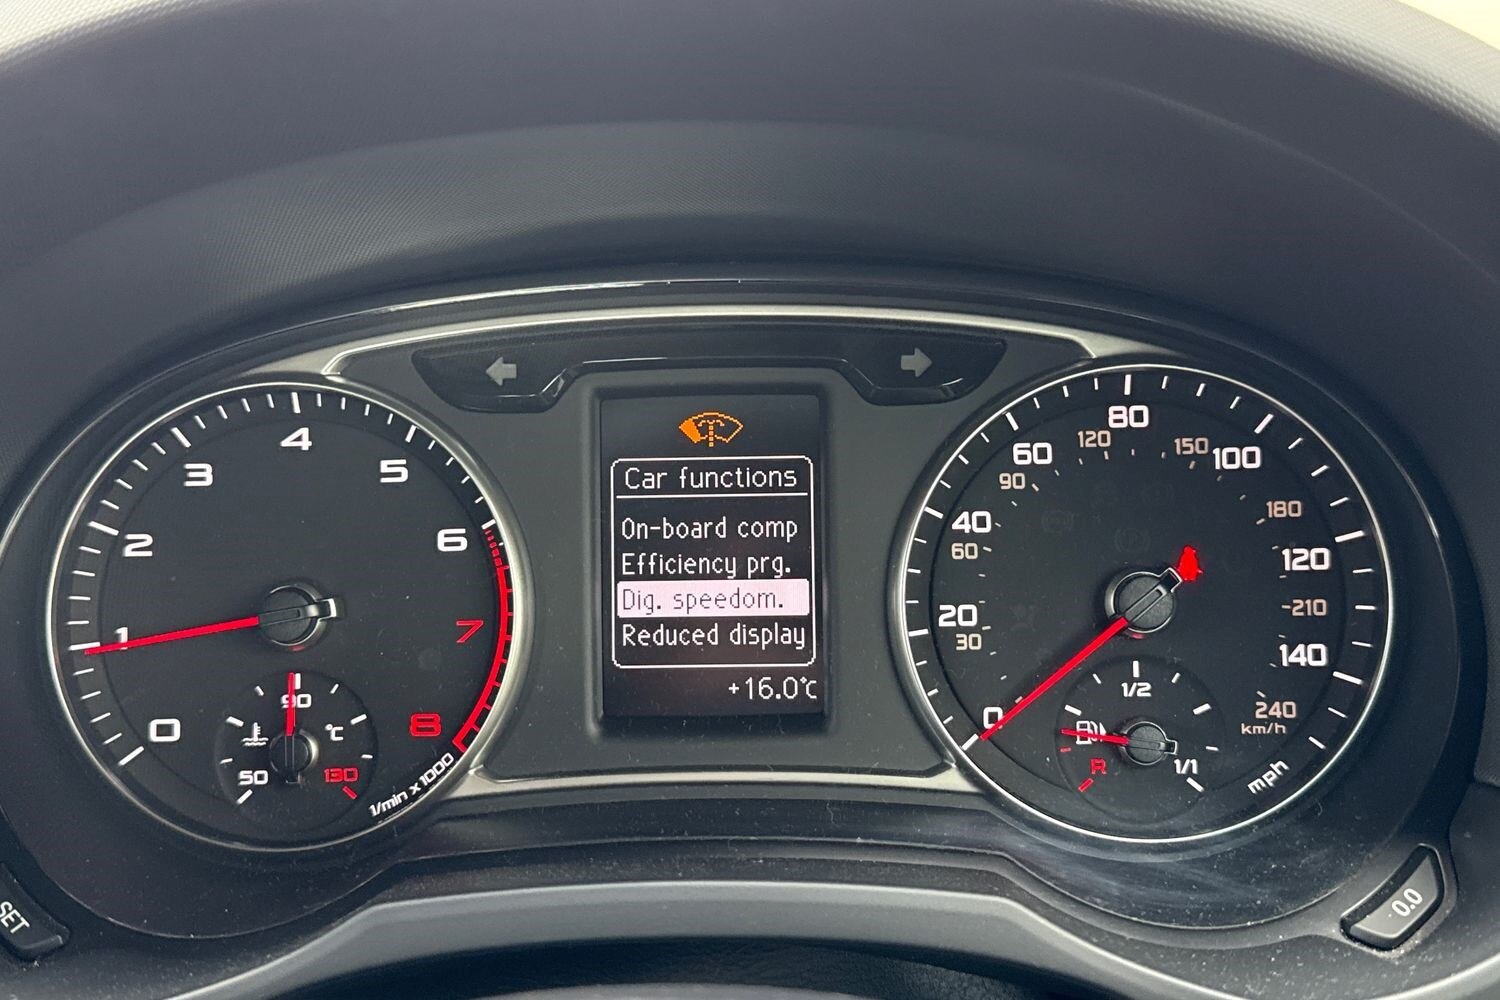 Car functions
On-board comp
Efficiency prg.
Dig. speedom.
Reduced display
+16.0°C
0
1
2
3
4
5
6
7
8
1/min x 1000
50
90
130
°C
0
20
40
60
80
100
120
140
mph
30
60
90
120
150
180
210
240
km/h
R
1/2
1/1
SET
0.0